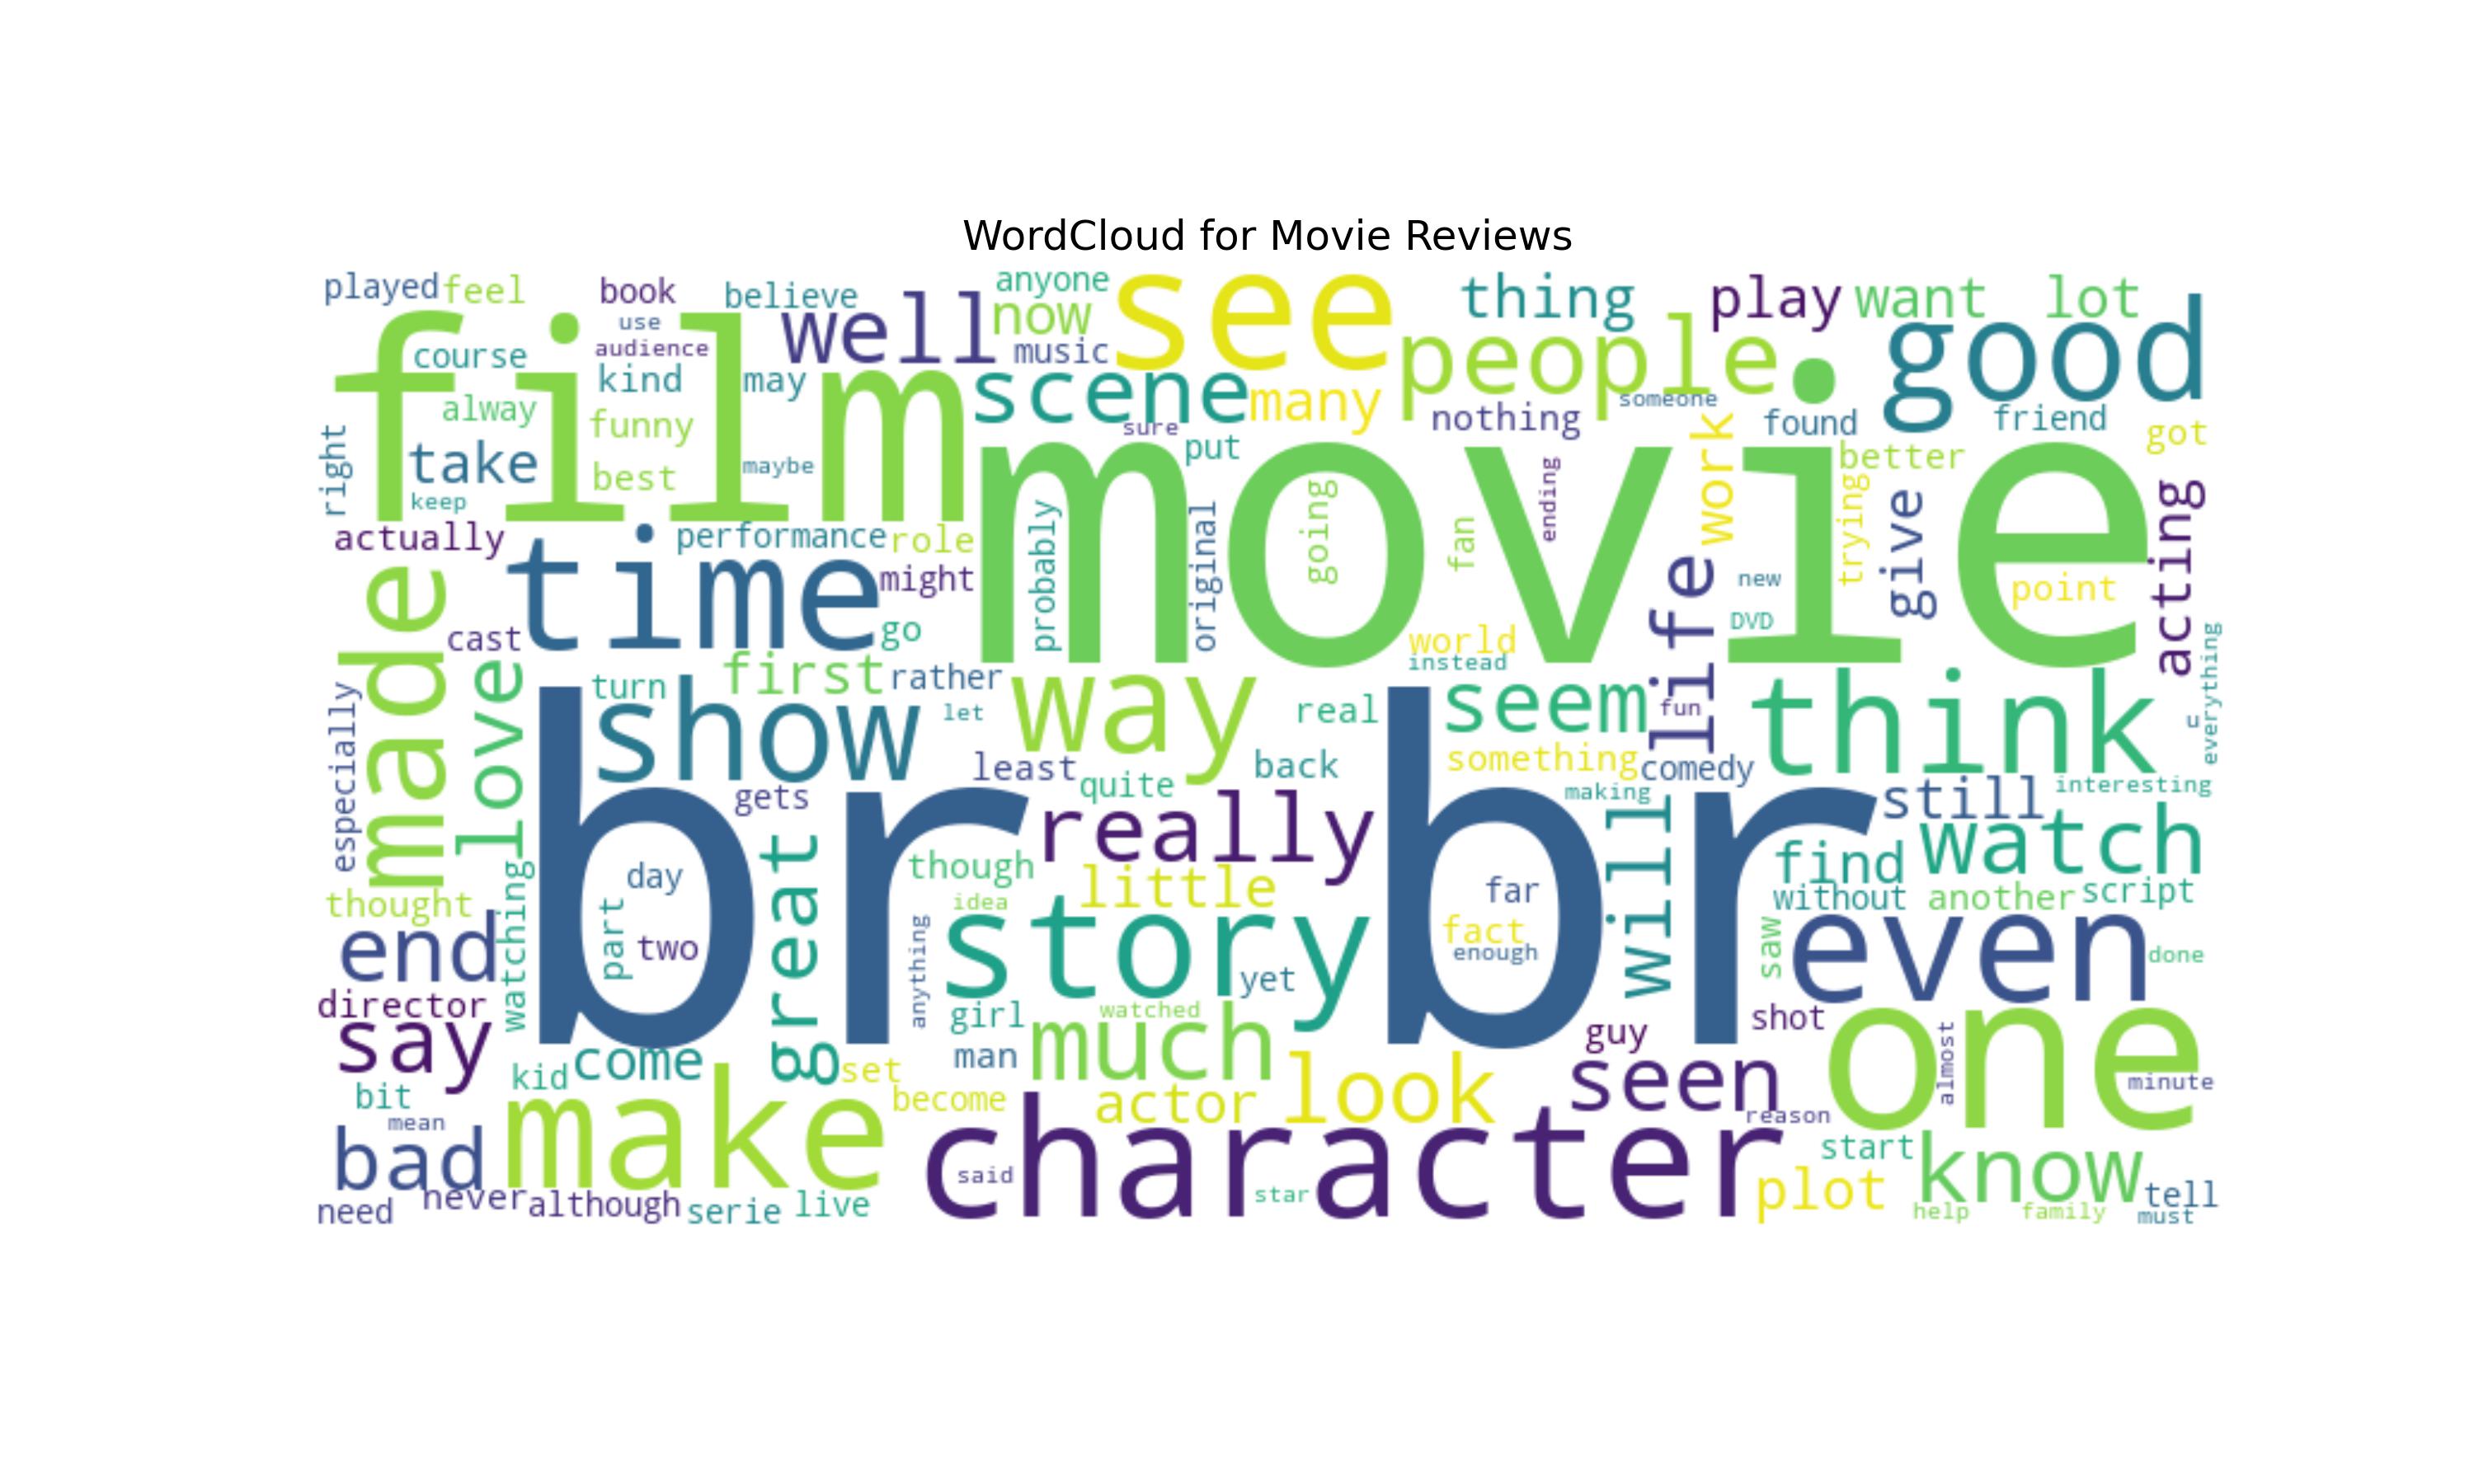 WordCloud for Movie Reviews
played feel book believe anyone see thing play want lot
use well now
film course audience music people good
kind may scene many someone
alway funny nothing found friend
right take best maybe sure put work better got
keep movie going ending trying give acting
actually performance role probably original fan
time might new point
made cast go world DVD life everything
especially love turn first rather way instead
show let real seem fun think u
least quite back something comedy
br br gets making still interesting
great really will watch
thought watching day though little far find
part idea without another script
end two anything story fact saw even done
yet enough
director girl watched shot
say come man much guy almost one
kid set look seen minute
bit become actor reason
mean make character start know
bad said star plot tell
need never although serie live help family must